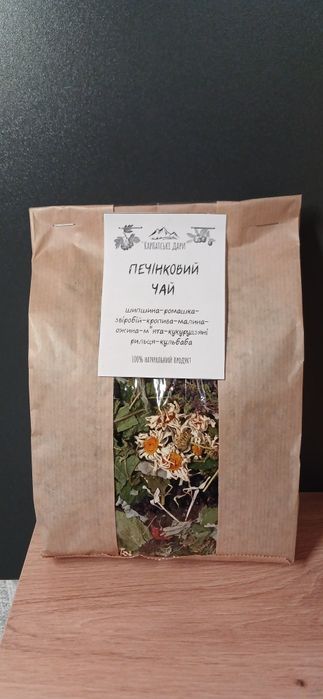 КАРПАТСЬКІ ДАРИ
ПЕЧІНКОВИЙ
ЧАЙ
шипшина-ромашка-
звіробій-кропива-малина-
ожина-м'ята-кукурудзяні
рильця-кульбаба
100% НАТУРАЛЬНИЙ ПРОДУКТ